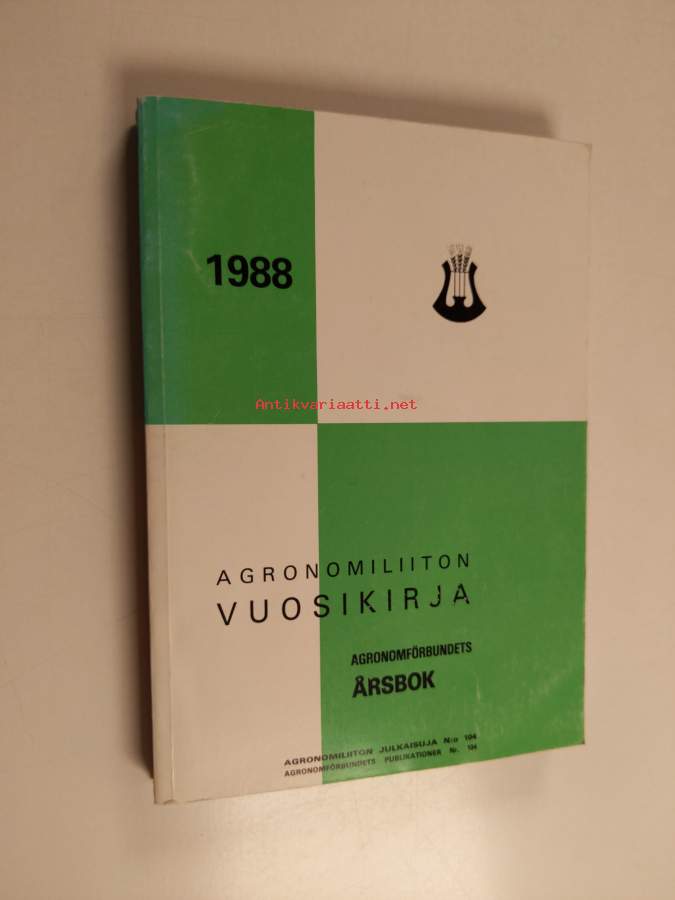 1988
Antikvariaatti.net
AGRONOMILIITON
VUOSIKIRJA
AGRONOMFÖRBUNDETS
ÅRSBOK
AGRONOMILIITON JULKAISUJA N:o 104
AGRONOMFÖRBUNDETS PUBLIKATIONER Nr. 104